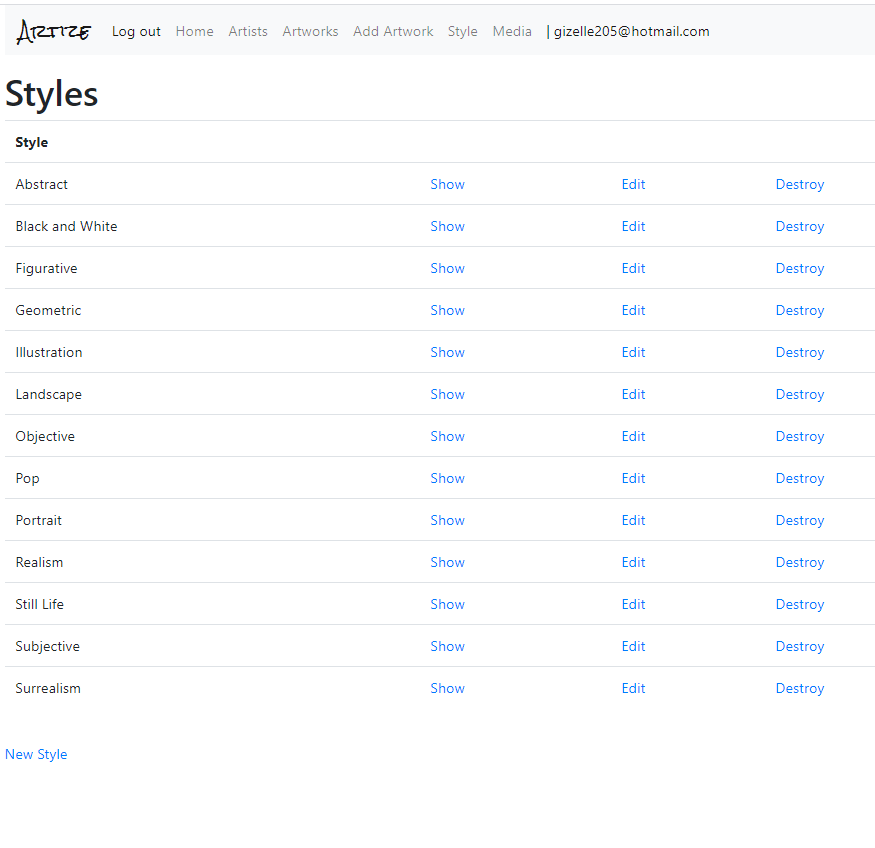 Artize Log out Home Artists Artworks Add Artwork Style Media | gizelle205@hotmail.com
Styles
Style
Abstract Show Edit Destroy
Black and White Show Edit Destroy
Figurative Show Edit Destroy
Geometric Show Edit Destroy
Illustration Show Edit Destroy
Landscape Show Edit Destroy
Objective Show Edit Destroy
Pop Show Edit Destroy
Portrait Show Edit Destroy
Realism Show Edit Destroy
Still Life Show Edit Destroy
Subjective Show Edit Destroy
Surrealism Show Edit Destroy
New Style